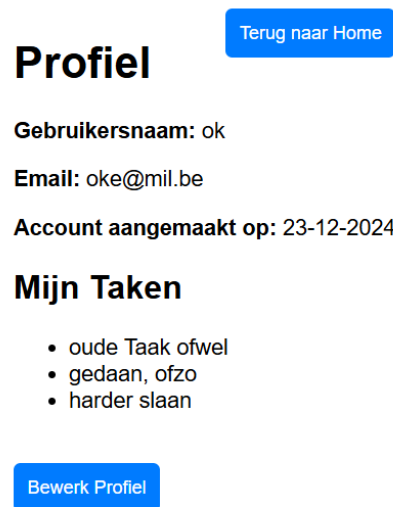 Terug naar Home
Profiel
Gebruikersnaam: ok
Email: oke@mil.be
Account aangemaakt op: 23-12-2024
Mijn Taken
oude Taak ofwel
gedaan, ofzo
harder slaan
Bewerk Profiel